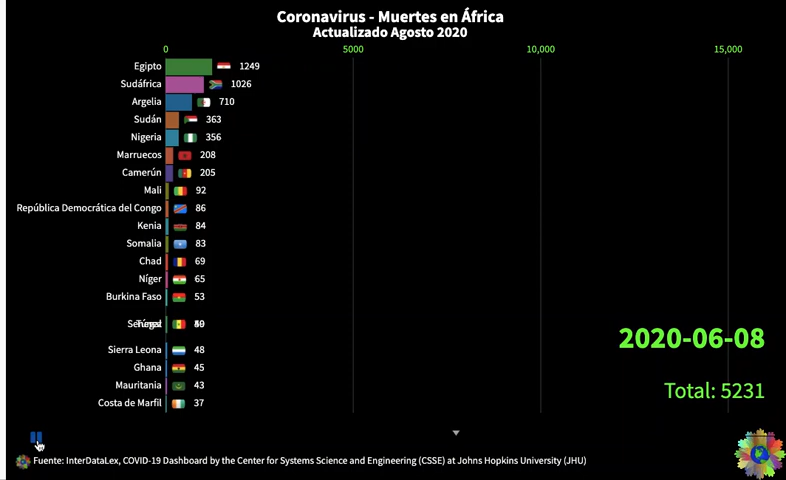 Coronavirus - Muertes en África
Actualizado Agosto 2020
0 5000 10,000 15,000
Egipto 1249
Sudáfrica 1026
Argelia 710
Sudán 363
Nigeria 356
Marruecos 208
Camerún 205
Mali 92
República Democrática del Congo 86
Kenia 84
Somalia 83
Chad 69
Níger 65
Burkina Faso 53
Sierra Leona 48
Ghana 45
Mauritania 43
Costa de Marfil 37
2020-06-08
Total: 5231
Fuente: InterDataLex, COVID-19 Dashboard by the Center for Systems Science and Engineering (CSSE) at Johns Hopkins University (JHU)